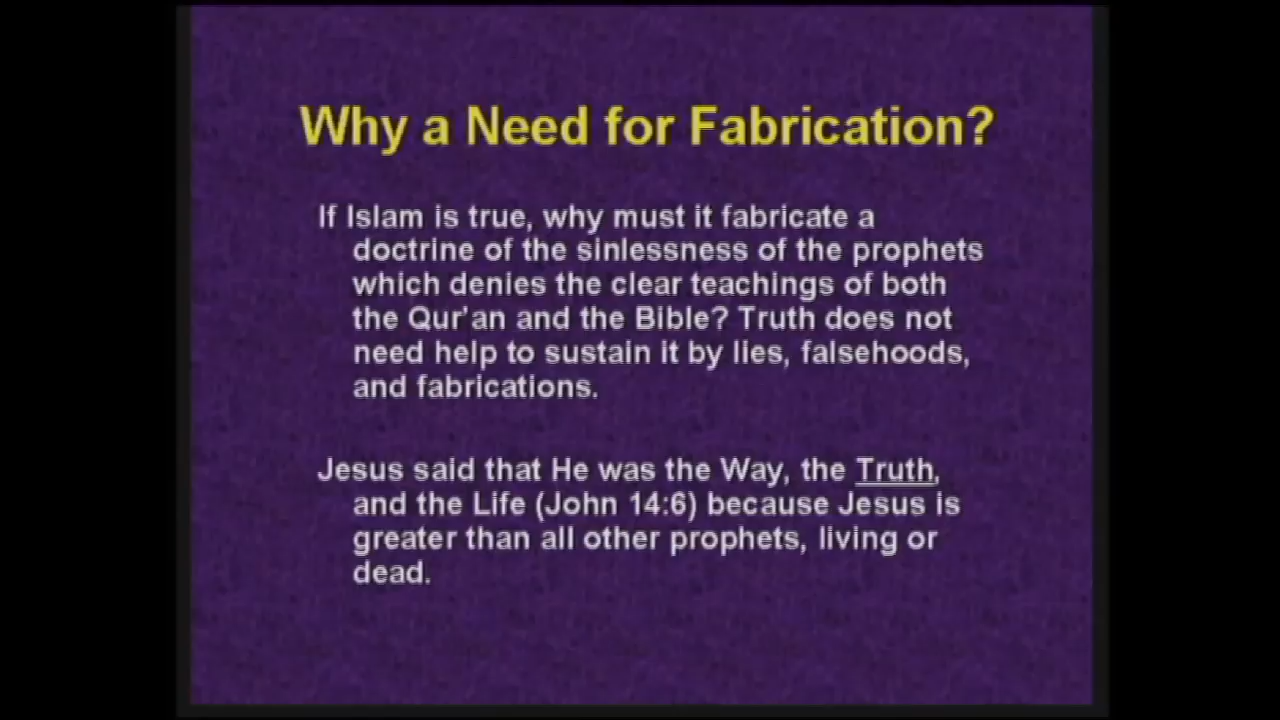 Why a Need for Fabrication?
If Islam is true, why must it fabricate a
doctrine of the sinlessness of the prophets
which denies the clear teachings of both
the Qur'an and the Bible? Truth does not
need help to sustain it by lies, falsehoods,
and fabrications.
Jesus said that He was the Way, the Truth,
and the Life (John 14:6) because Jesus is
greater than all other prophets, living or
dead.